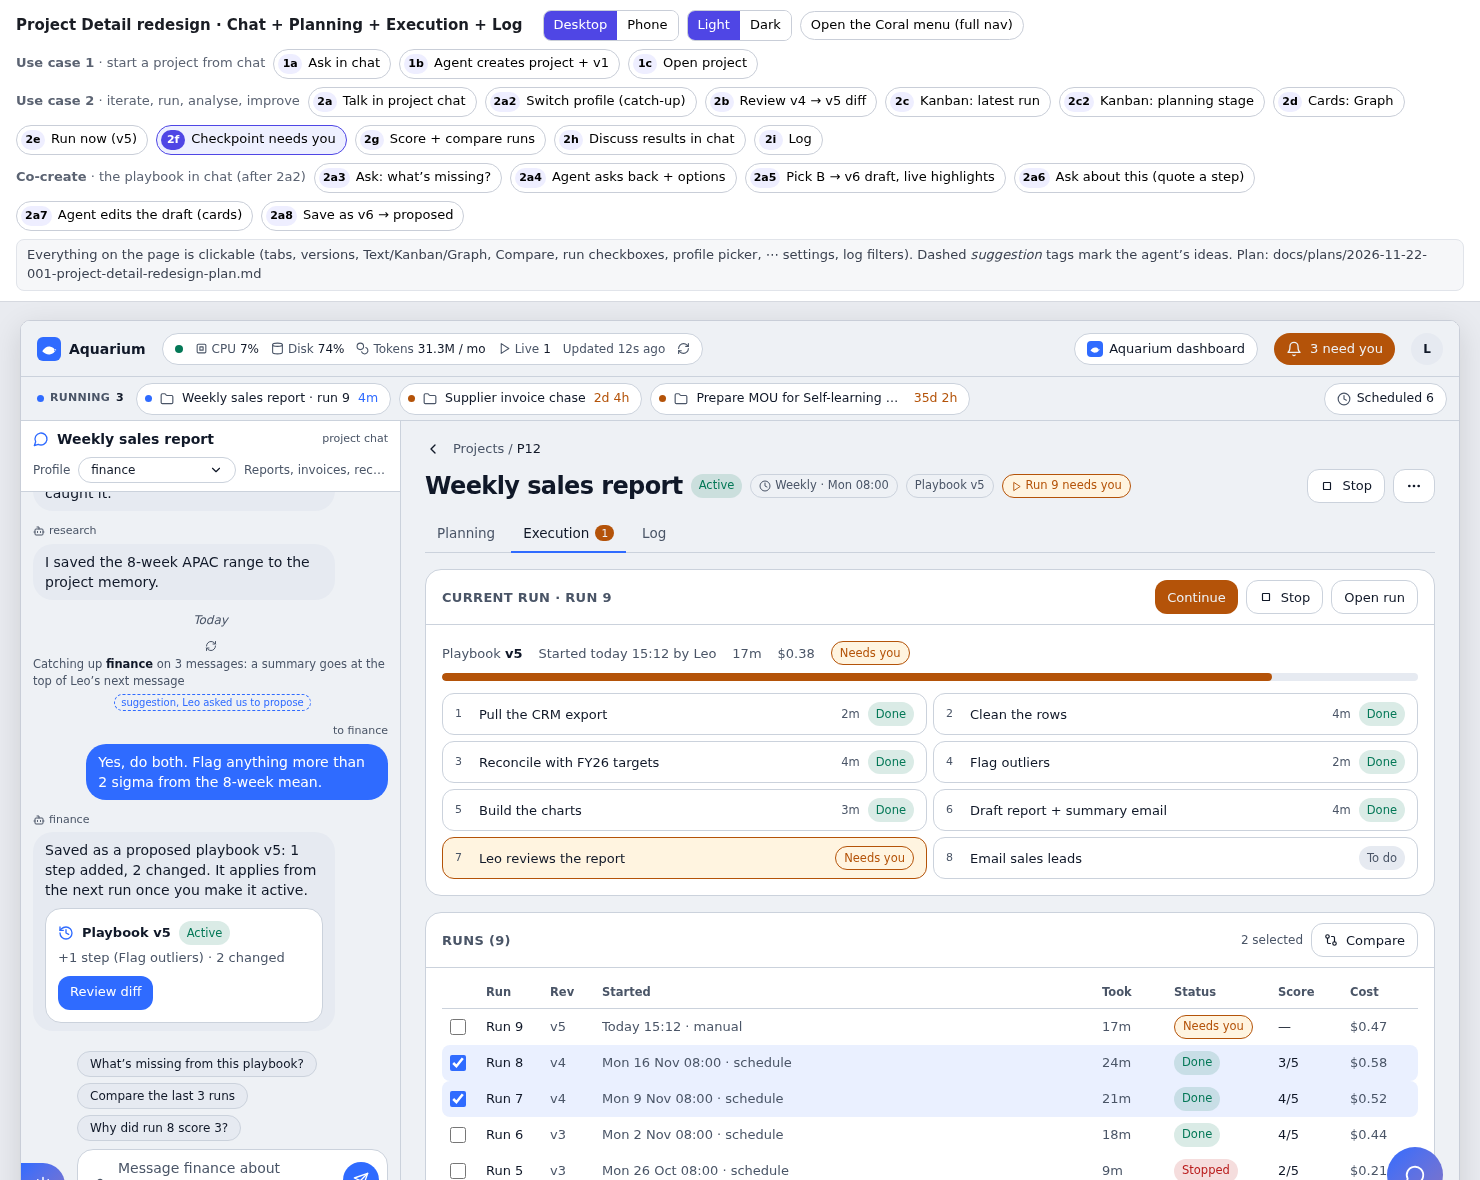 Project Detail redesign · Chat + Planning + Execution + Log
Desktop Phone Light Dark Open the Coral menu (full nav)
Use case 1 · start a project from chat 1a Ask in chat 1b Agent creates project + v1 1c Open project
Use case 2 · iterate, run, analyse, improve 2a Talk in project chat 2a2 Switch profile (catch-up) 2b Review v4 → v5 diff 2c Kanban: latest run 2c2 Kanban: planning stage 2d Cards: Graph
2e Run now (v5) 2f Checkpoint needs you 2g Score + compare runs 2h Discuss results in chat 2i Log
Co-create · the playbook in chat (after 2a2) 2a3 Ask: what’s missing? 2a4 Agent asks back + options 2a5 Pick B → v6 draft, live highlights 2a6 Ask about this (quote a step)
2a7 Agent edits the draft (cards) 2a8 Save as v6 → proposed
Everything on the page is clickable (tabs, versions, Text/Kanban/Graph, Compare, run checkboxes, profile picker, ··· settings, log filters). Dashed suggestion tags mark the agent’s ideas. Plan: docs/plans/2026-11-22-
001-project-detail-redesign-plan.md
Aquarium CPU 7% Disk 74% Tokens 31.3M / mo Live 1 Updated 12s ago Aquarium dashboard 3 need you L
RUNNING 3 Weekly sales report · run 9 4m Supplier invoice chase 2d 4h Prepare MOU for Self-learning ... 35d 2h Scheduled 6
Weekly sales report project chat
Profile finance Reports, invoices, rec...
caught it.
research
I saved the 8-week APAC range to the
project memory.
Today
Catching up finance on 3 messages: a summary goes at the
top of Leo’s next message
suggestion, Leo asked us to propose
to finance
Yes, do both. Flag anything more than
2 sigma from the 8-week mean.
finance
Saved as a proposed playbook v5: 1
step added, 2 changed. It applies from
the next run once you make it active.
Playbook v5 Active
+1 step (Flag outliers) · 2 changed
Review diff
What’s missing from this playbook?
Compare the last 3 runs
Why did run 8 score 3?
Message finance about
Projects / P12
Weekly sales report Active Weekly · Mon 08:00 Playbook v5 Run 9 needs you Stop ···
Planning Execution 1 Log
CURRENT RUN · RUN 9 Continue Stop Open run
Playbook v5 Started today 15:12 by Leo 17m $0.38 Needs you
1 Pull the CRM export 2m Done 2 Clean the rows 4m Done
3 Reconcile with FY26 targets 4m Done 4 Flag outliers 2m Done
5 Build the charts 3m Done 6 Draft report + summary email 4m Done
7 Leo reviews the report Needs you 8 Email sales leads To do
RUNS (9) 2 selected Compare
Run Rev Started Took Status Score Cost
Run 9 v5 Today 15:12 · manual 17m Needs you — $0.47
Run 8 v4 Mon 16 Nov 08:00 · schedule 24m Done 3/5 $0.58
Run 7 v4 Mon 9 Nov 08:00 · schedule 21m Done 4/5 $0.52
Run 6 v3 Mon 2 Nov 08:00 · schedule 18m Done 4/5 $0.44
Run 5 v3 Mon 26 Oct 08:00 · schedule 9m Stopped 2/5 $0.21